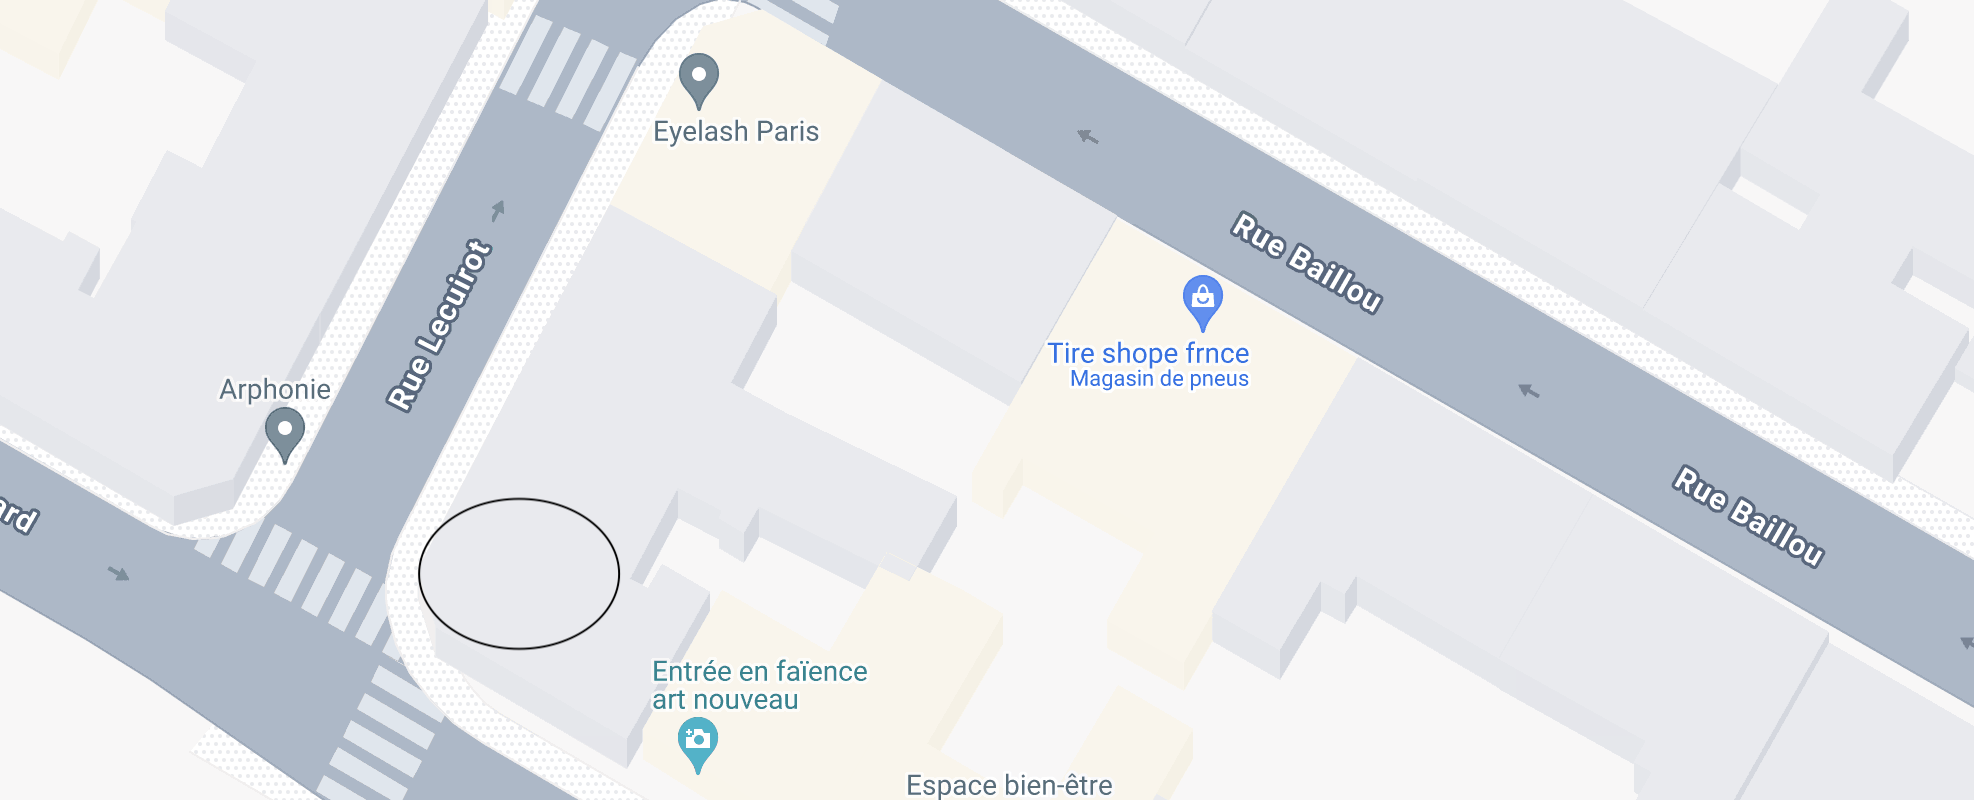 Eyelash Paris
Rue Baillou
Rue Lecuirot
Tire shope frnce
Magasin de pneus
Arphonie
Rue Baillou
ard
Entrée en faïence
art nouveau
Espace bien-être